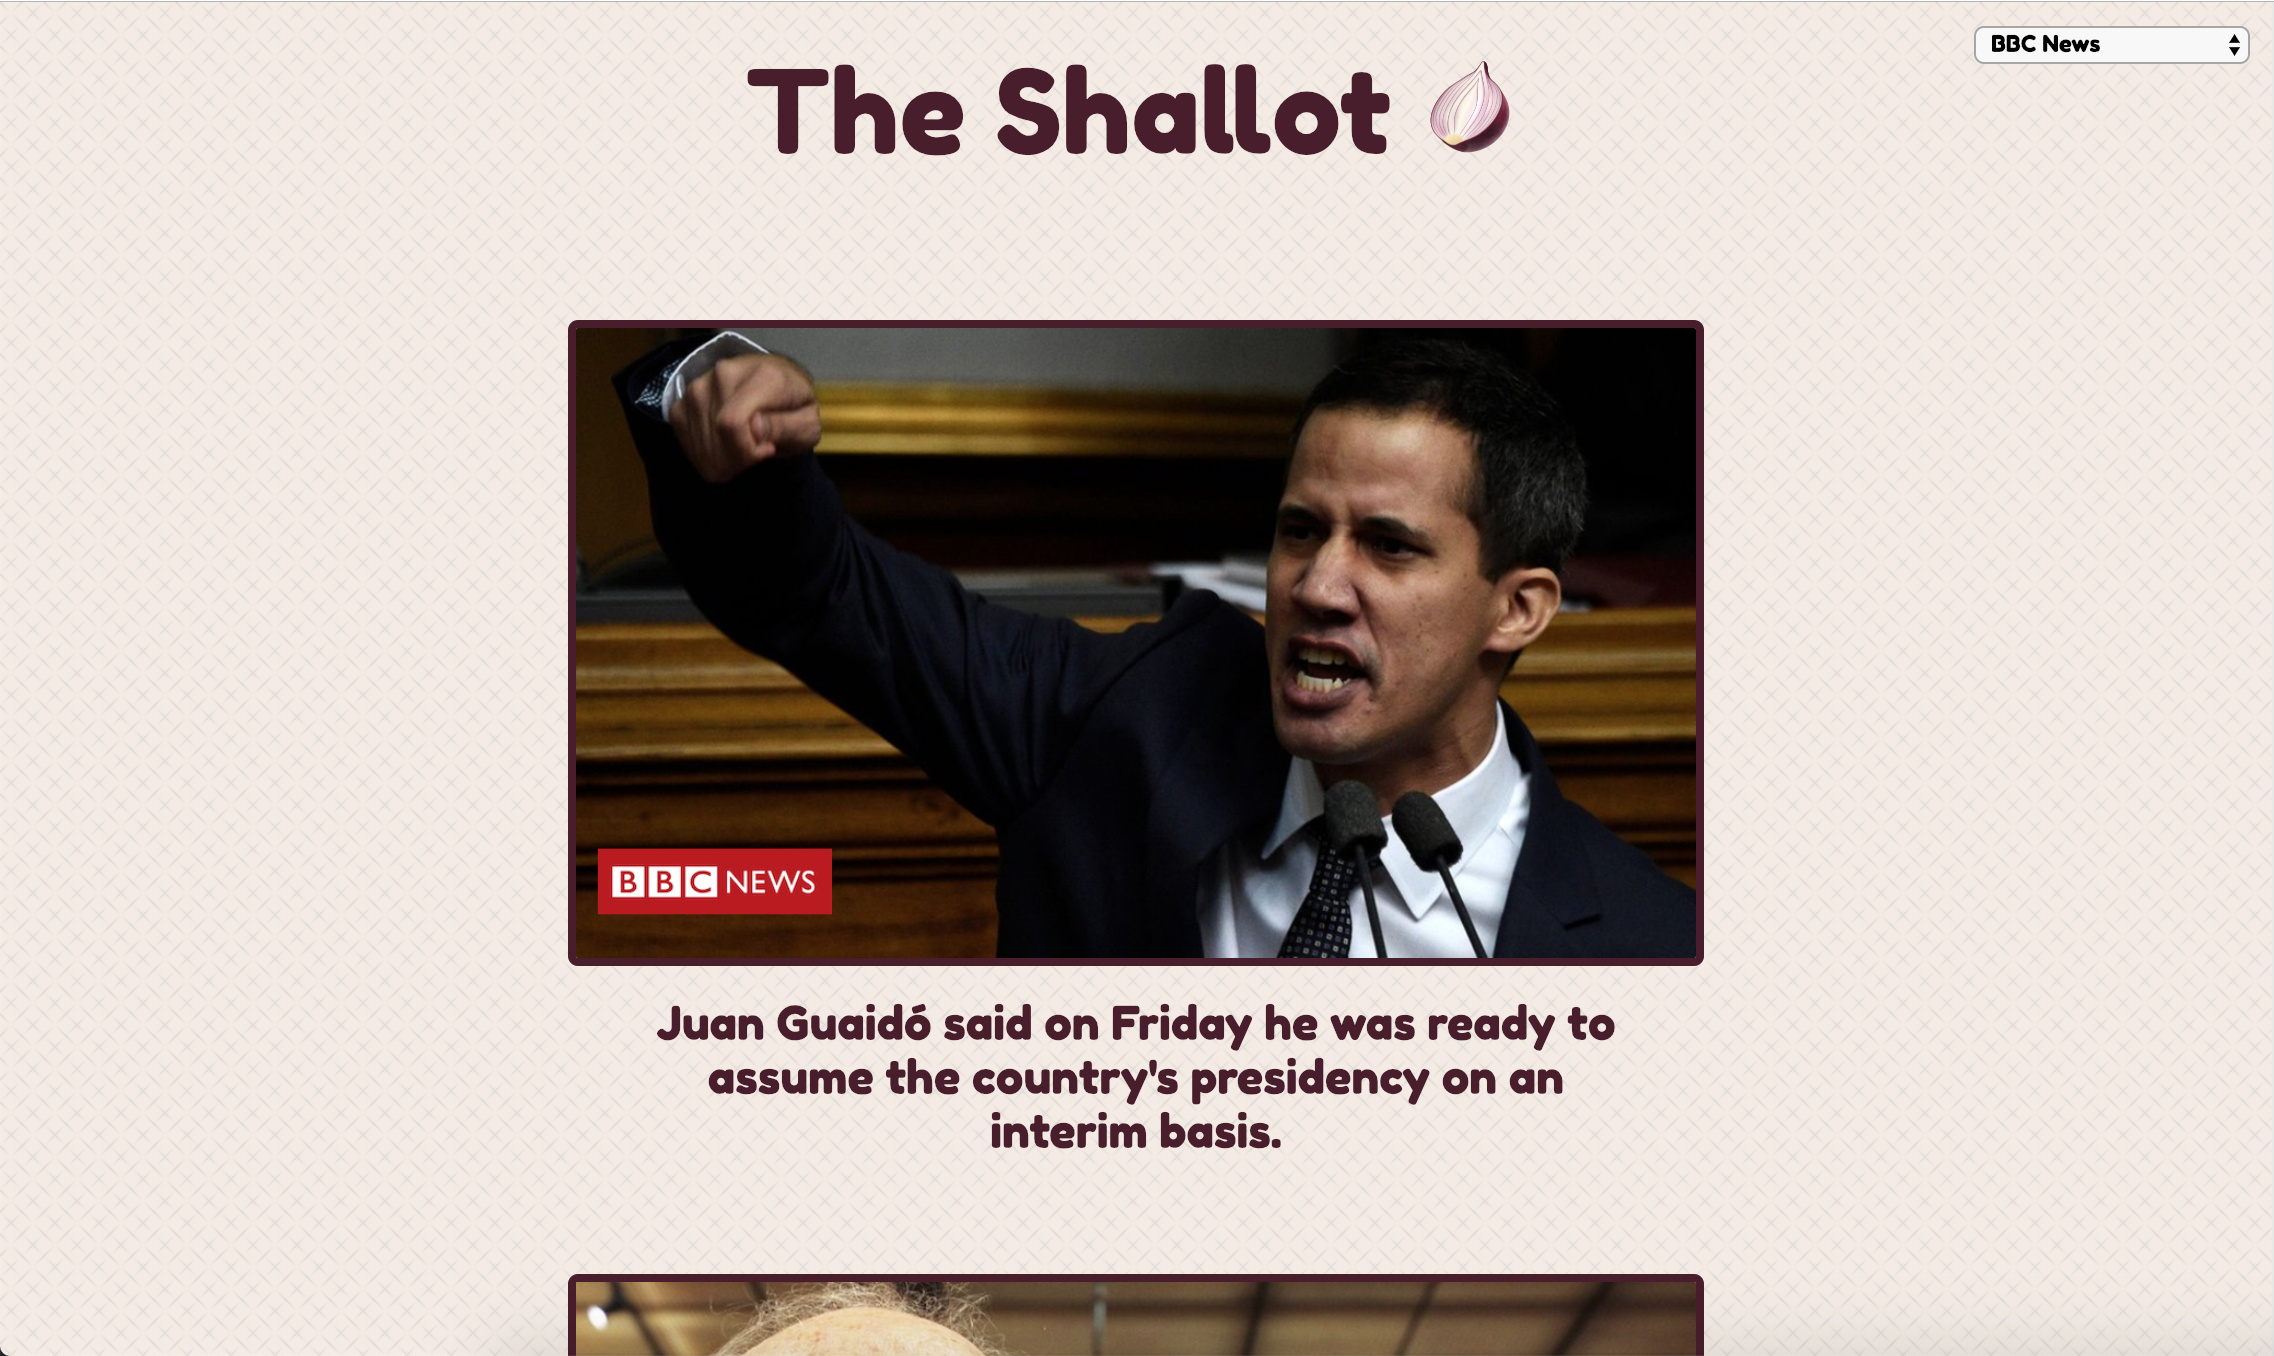 BBC News
The Shallot
BBC NEWS
Juan Guaidó said on Friday he was ready to
assume the country's presidency on an
interim basis.